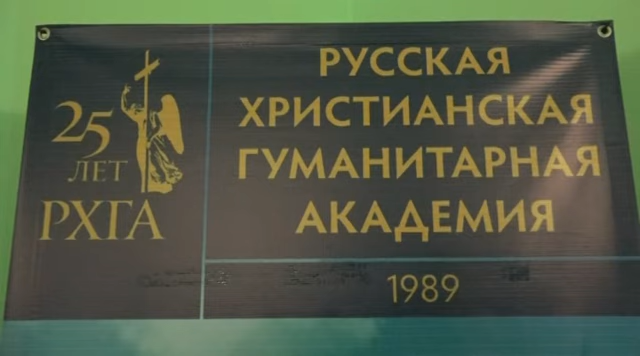 25
ЛЕТ
РХГА
РУССКАЯ
ХРИСТИАНСКАЯ
ГУМАНИТАРНАЯ
АКАДЕМИЯ
1989